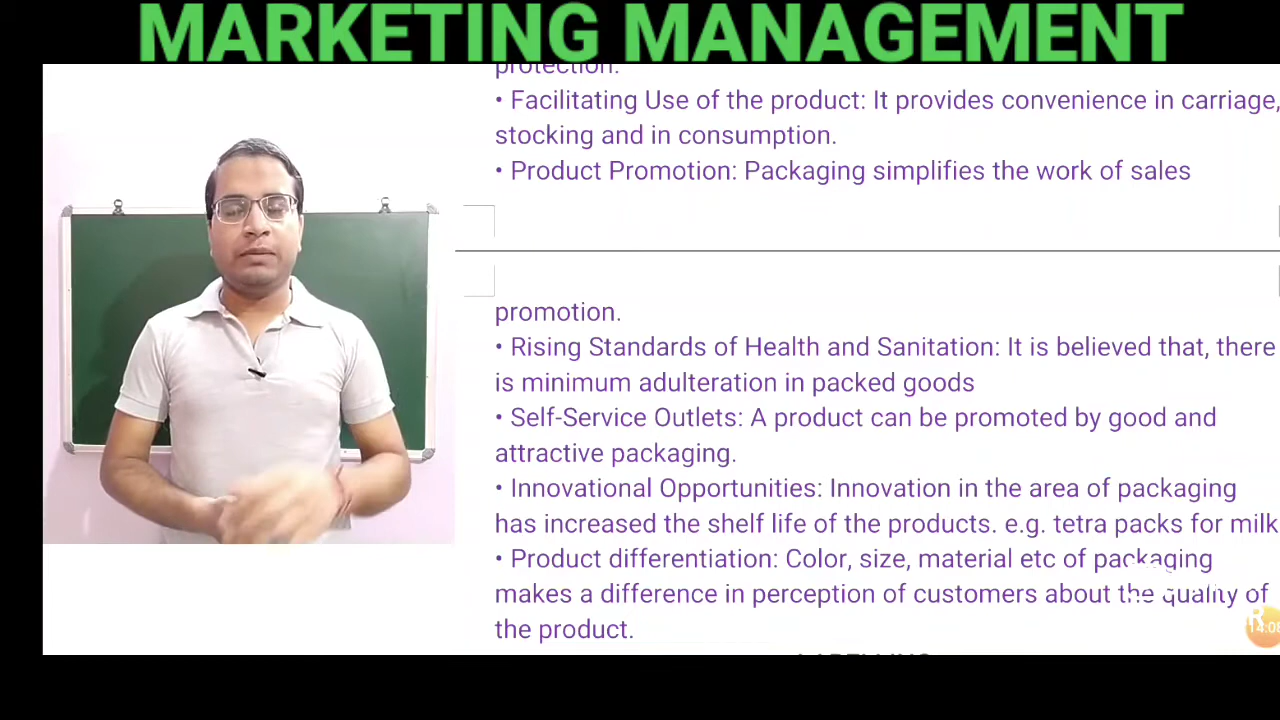 MARKETING MANAGEMENT
protection.
• Facilitating Use of the product: It provides convenience in carriage,
stocking and in consumption.
• Product Promotion: Packaging simplifies the work of sales
promotion.
• Rising Standards of Health and Sanitation: It is believed that, there
is minimum adulteration in packed goods
• Self-Service Outlets: A product can be promoted by good and
attractive packaging.
• Innovational Opportunities: Innovation in the area of packaging
has increased the shelf life of the products. e.g. tetra packs for milk
• Product differentiation: Color, size, material etc of packaging
makes a difference in perception of customers about the quality of
the product.
14:08